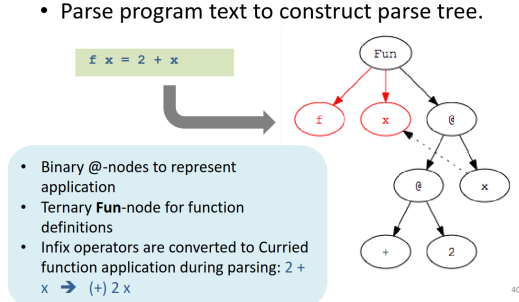 • Parse program text to construct parse tree.
f x = 2 + x
Fun
f
x
@
@
x
+
2
• Binary @-nodes to represent
application
• Ternary Fun-node for function
definitions
• Infix operators are converted to Curried
function application during parsing: 2 +
x ➔ (+) 2 x
40